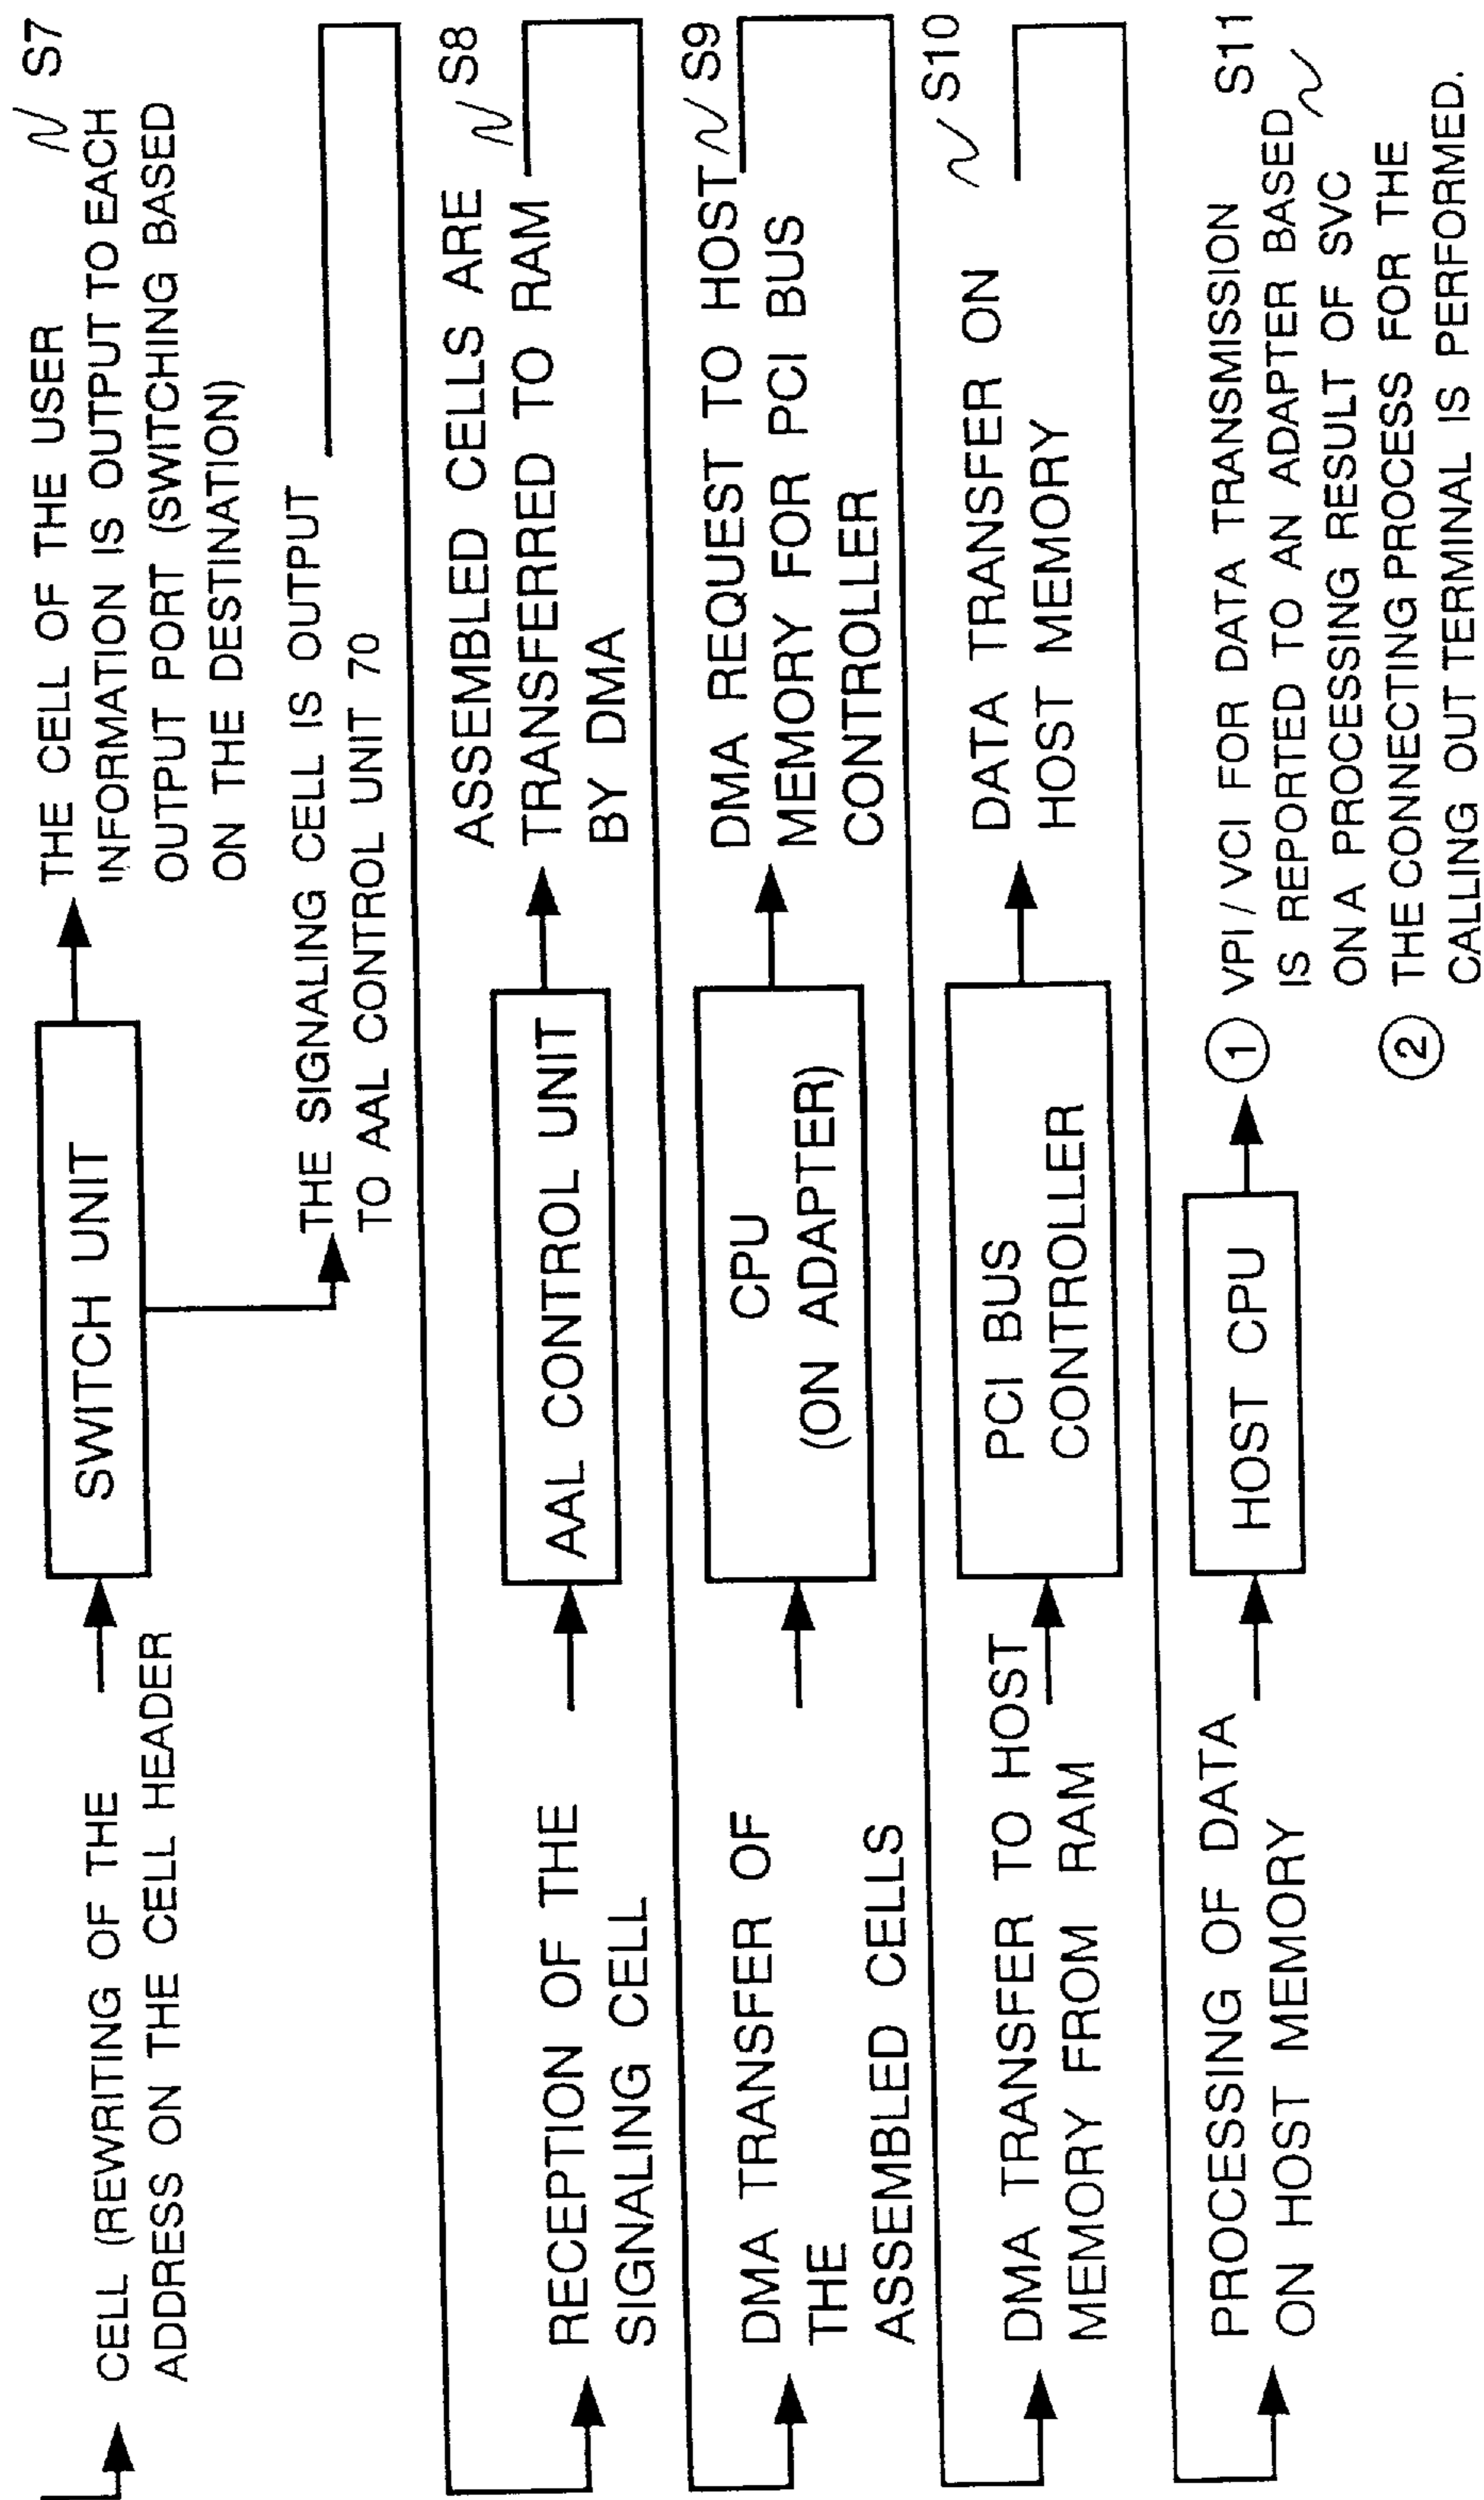 CELL (REWRITING OF THE
ADDRESS ON THE CELL HEADER
SWITCH UNIT
THE CELL OF THE USER
INFORMATION IS OUTPUT TO EACH
OUTPUT PORT (SWITCHING BASED
ON THE DESTINATION)
S7
THE SIGNALING CELL IS OUTPUT
TO AAL CONTROL UNIT 70
RECEPTION OF THE
SIGNALING CELL
AAL CONTROL UNIT
ASSEMBLED CELLS ARE
TRANSFERRED TO RAM
BY DMA
S8
DMA TRANSFER OF
THE
ASSEMBLED CELLS
CPU
(ON ADAPTER)
DMA REQUEST TO HOST
MEMORY FOR PCI BUS
CONTROLLER
S9
DMA TRANSFER TO HOST
MEMORY FROM RAM
PCI BUS
CONTROLLER
DATA TRANSFER ON
HOST MEMORY
S10
PROCESSING OF DATA
ON HOST MEMORY
HOST CPU
1 VPI/VCI FOR DATA TRANSMISSION
IS REPORTED TO AN ADAPTER BASED
ON A PROCESSING RESULT OF SVC
2 THE CONNECTING PROCESS FOR THE
CALLING OUT TERMINAL IS PERFORMED.
S11